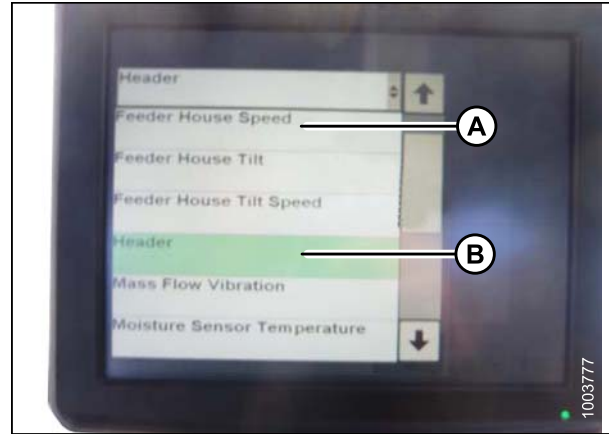 Header
Feeder House Speed
A
Feeder House Tilt
Feeder House Tilt Speed
Header
B
Mass Flow Vibration
Moisture Sensor Temperature
1003777